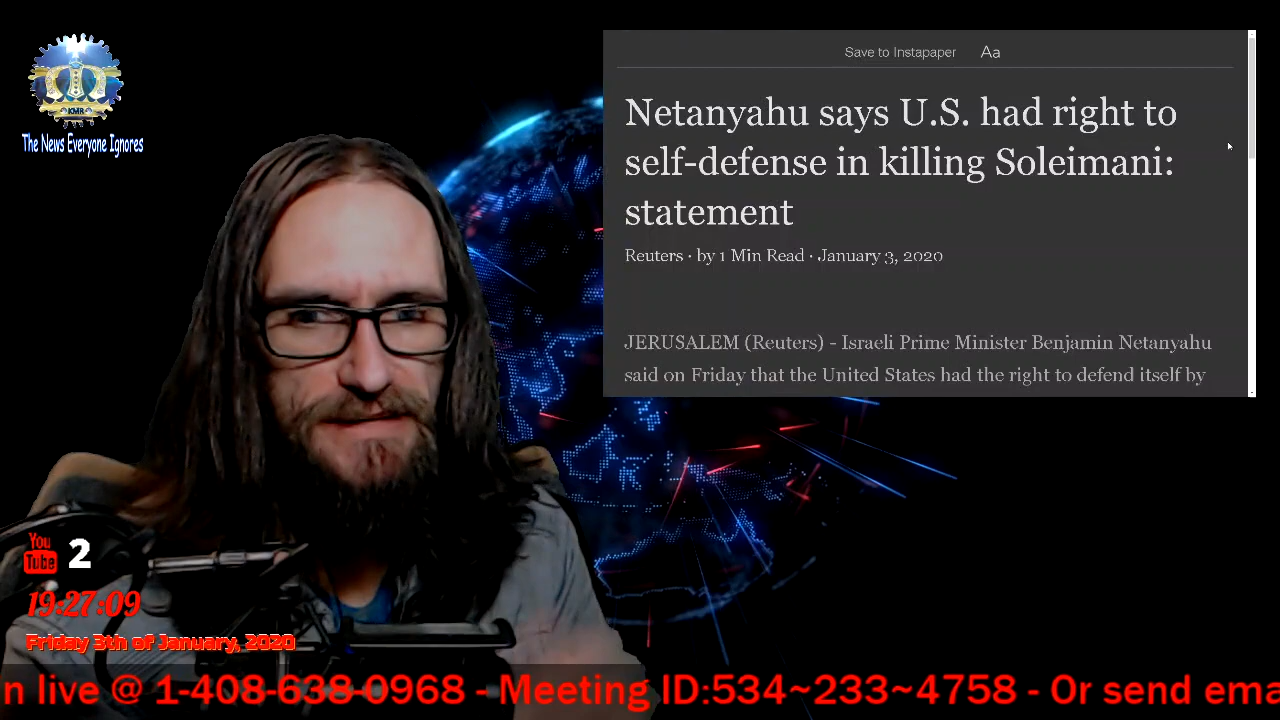 KMR
The News Everyone Ignores
Save to Instapaper Aa
Netanyahu says U.S. had right to
self-defense in killing Soleimani:
statement
Reuters · by 1 Min Read · January 3, 2020
JERUSALEM (Reuters) - Israeli Prime Minister Benjamin Netanyahu
said on Friday that the United States had the right to defend itself by
You
Tube 2
19:27:09
Friday 3th of January, 2020
n live @ 1-408-638-0968 - Meeting ID:534~233~4758 - Or send ema